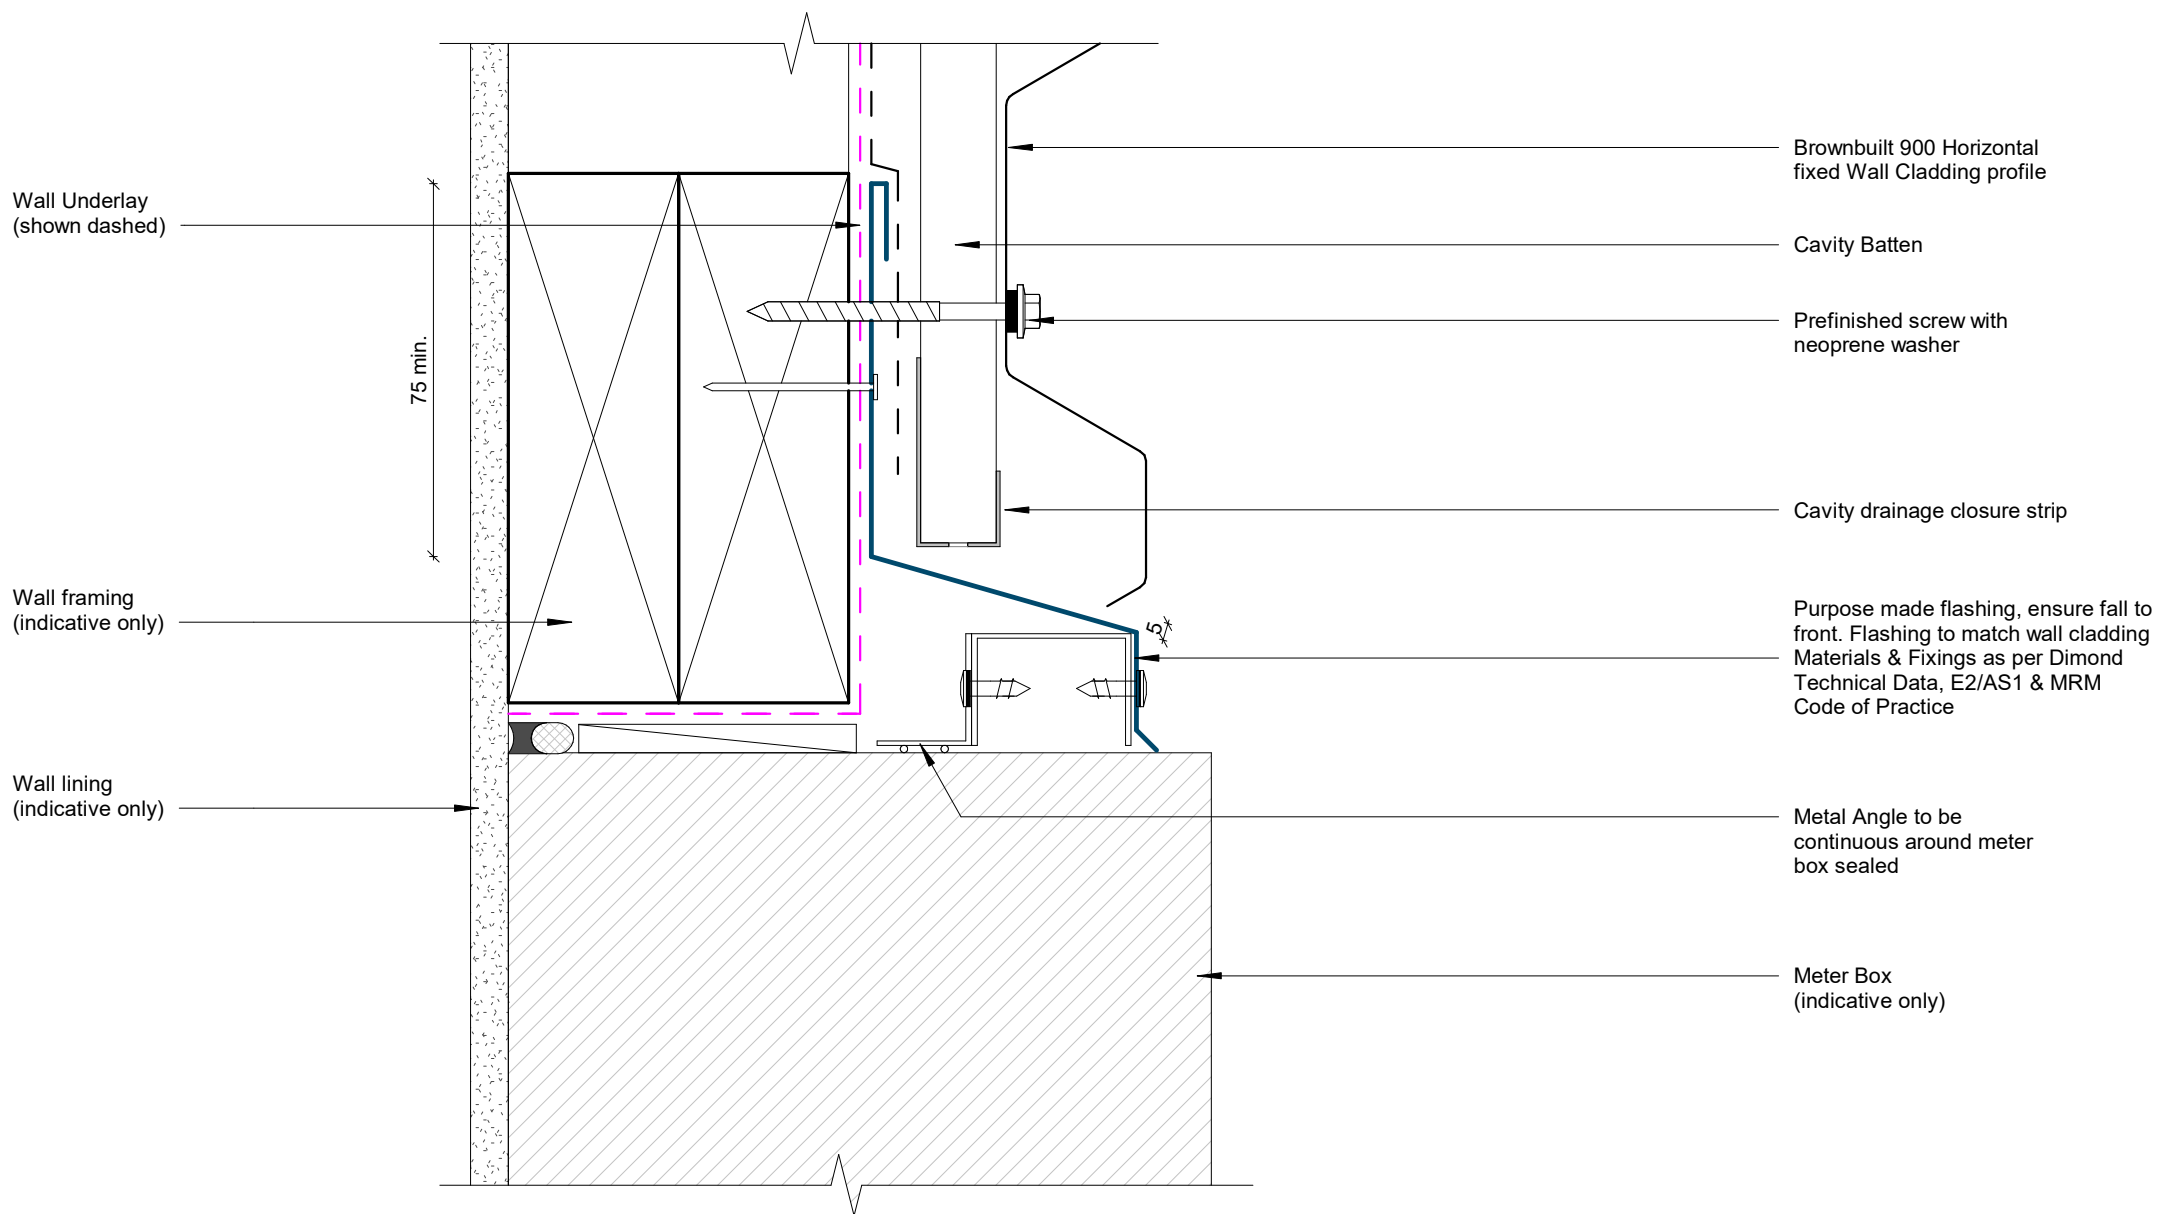 Wall Underlay
(shown dashed)
75 min.
Wall framing
(indicative only)
Wall lining
(indicative only)
Brownbuilt 900 Horizontal
fixed Wall Cladding profile
Cavity Batten
Prefinished screw with
neoprene washer
Cavity drainage closure strip
5
Purpose made flashing, ensure fall to
front. Flashing to match wall cladding
Materials & Fixings as per Dimond
Technical Data, E2/AS1 & MRM
Code of Practice
Metal Angle to be
continuous around meter
box sealed
Meter Box
(indicative only)